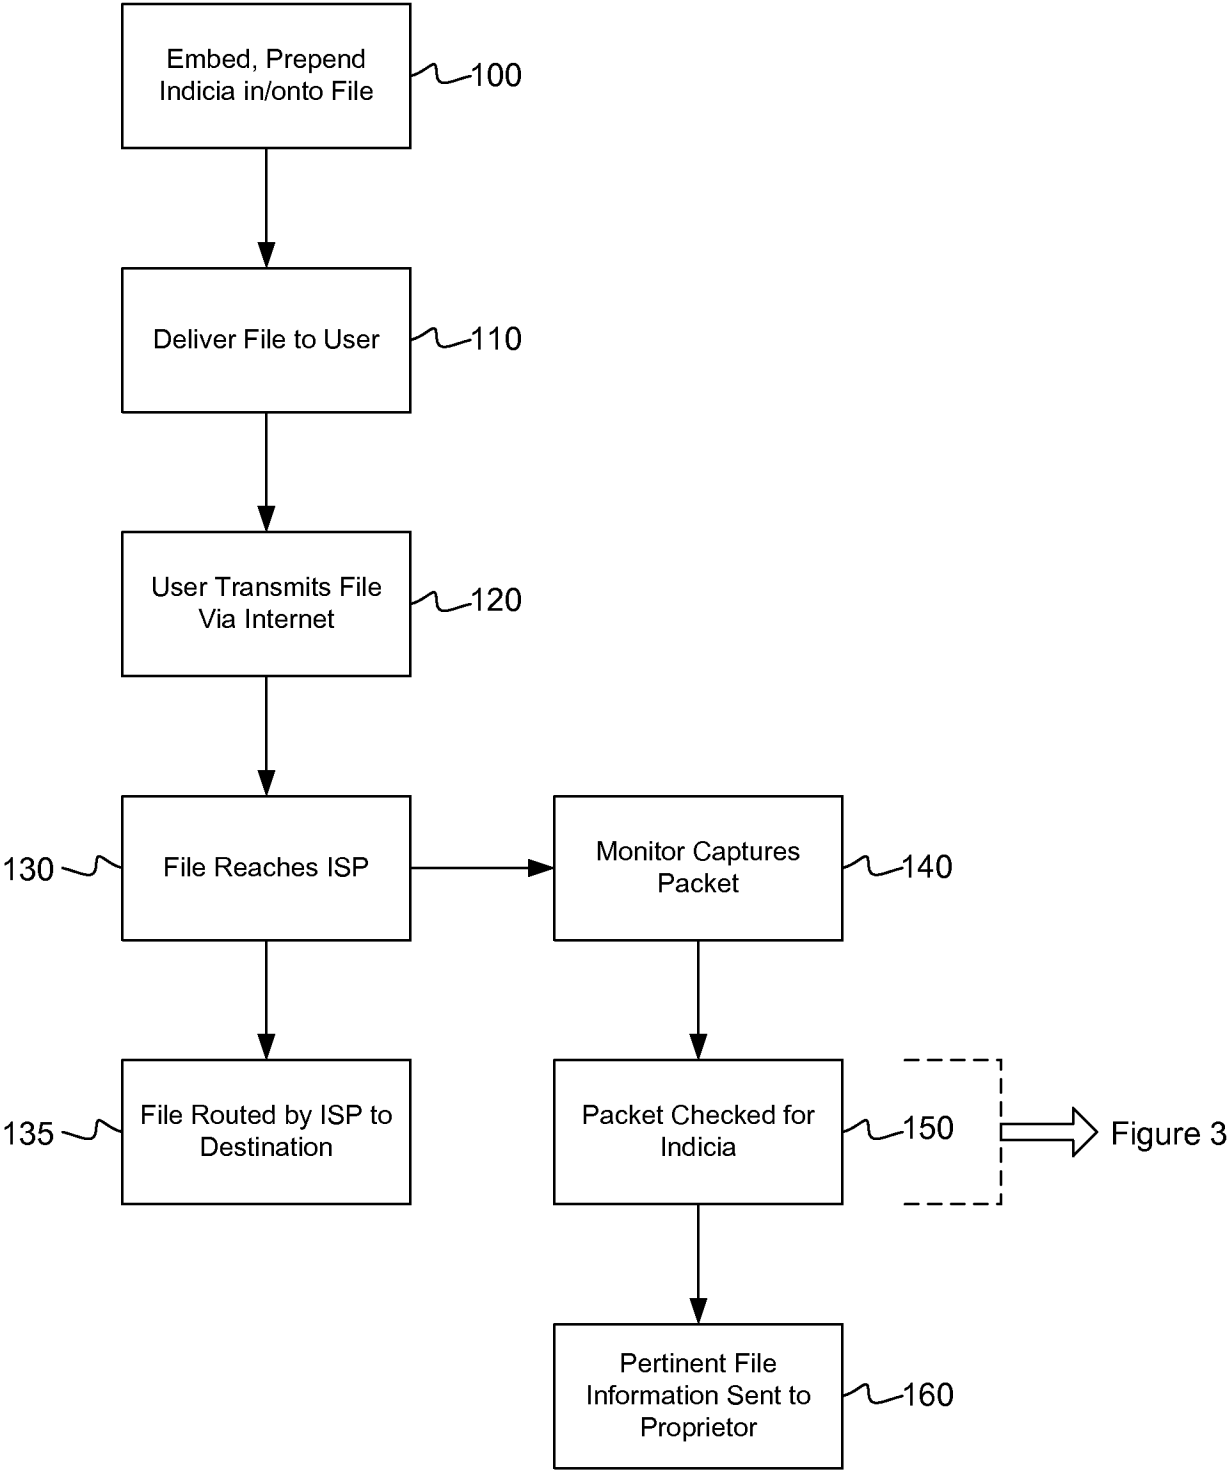 Embed, Prepend
Indicia in/onto File
100
Deliver File to User
110
User Transmits File
Via Internet
120
130
File Reaches ISP
Monitor Captures
Packet
140
135
File Routed by ISP to
Destination
Packet Checked for
Indicia
150
Figure 3
Pertinent File
Information Sent to
Proprietor
160